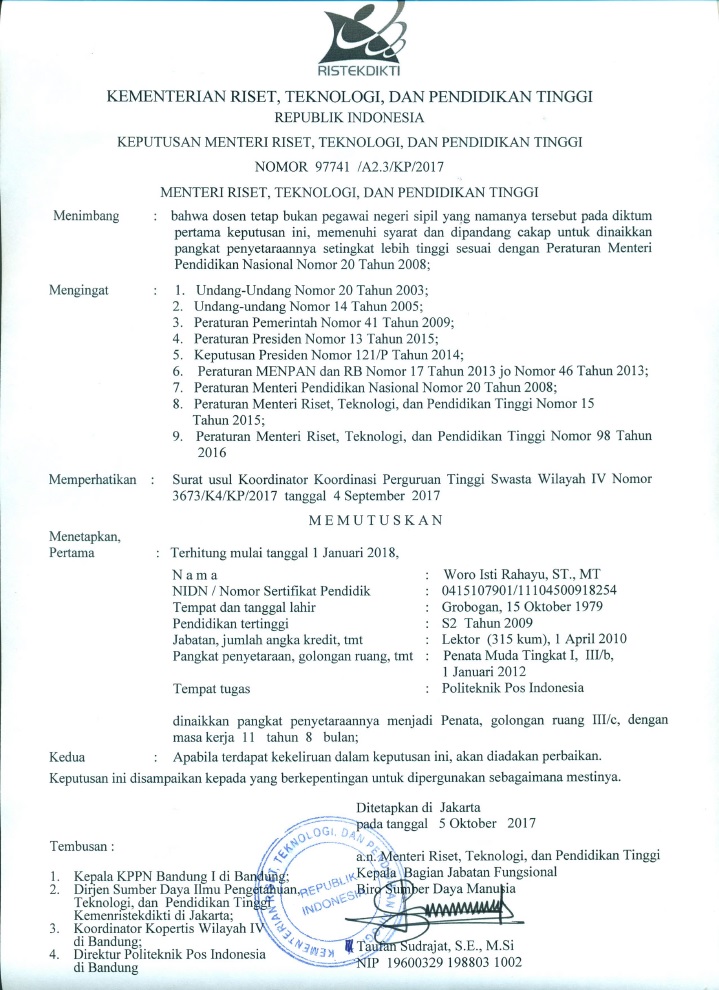 RISTEKDIKTI
KEMENTERIAN RISET, TEKNOLOGI, DAN PENDIDIKAN TINGGI
REPUBLIK INDONESIA
KEPUTUSAN MENTERI RISET, TEKNOLOGI, DAN PENDIDIKAN TINGGI
NOMOR 97741 /A2.3/KP/2017
MENTERI RISET, TEKNOLOGI, DAN PENDIDIKAN TINGGI
Menimbang : bahwa dosen tetap bukan pegawai negeri sipil yang namanya tersebut pada diktum
pertama keputusan ini, memenuhi syarat dan dipandang cakap untuk dinaikkan
pangkat penyetaraannya setingkat lebih tinggi sesuai dengan Peraturan Menteri
Pendidikan Nasional Nomor 20 Tahun 2008;
Mengingat : 1. Undang-Undang Nomor 20 Tahun 2003;
2. Undang-undang Nomor 14 Tahun 2005;
3. Peraturan Pemerintah Nomor 41 Tahun 2009;
4. Peraturan Presiden Nomor 13 Tahun 2015;
5. Keputusan Presiden Nomor 121/P Tahun 2014;
6. Peraturan MENPAN dan RB Nomor 17 Tahun 2013 jo Nomor 46 Tahun 2013;
7. Peraturan Menteri Pendidikan Nasional Nomor 20 Tahun 2008;
8. Peraturan Menteri Riset, Teknologi, dan Pendidikan Tinggi Nomor 15
Tahun 2015;
9. Peraturan Menteri Riset, Teknologi, dan Pendidikan Tinggi Nomor 98 Tahun
2016
Memperhatikan : Surat usul Koordinator Koordinasi Perguruan Tinggi Swasta Wilayah IV Nomor
3673/K4/KP/2017 tanggal 4 September 2017
M E M U T U S K A N
Menetapkan,
Pertama : Terhitung mulai tanggal 1 Januari 2018,
N a m a : Woro Isti Rahayu, ST., MT
NIDN / Nomor Sertifikat Pendidik : 0415107901/11104500918254
Tempat dan tanggal lahir : Grobogan, 15 Oktober 1979
Pendidikan tertinggi : S2 Tahun 2009
Jabatan, jumlah angka kredit, tmt : Lektor (315 kum), 1 April 2010
Pangkat penyetaraan, golongan ruang, tmt : Penata Muda Tingkat I, III/b,
1 Januari 2012
Tempat tugas : Politeknik Pos Indonesia
dinaikkan pangkat penyetaraannya menjadi Penata, golongan ruang III/c, dengan
masa kerja 11 tahun 8 bulan;
Kedua : Apabila terdapat kekeliruan dalam keputusan ini, akan diadakan perbaikan.
Keputusan ini disampaikan kepada yang berkepentingan untuk dipergunakan sebagaimana mestinya.
Ditetapkan di Jakarta
pada tanggal 5 Oktober 2017
a.n. Menteri Riset, Teknologi, dan Pendidikan Tinggi
Kepala Bagian Jabatan Fungsional
Biro Sumber Daya Manusia
Taufan Sudrajat, S.E., M.Si
NIP 19600329 198803 1002
Tembusan :
1. Kepala KPPN Bandung I di Bandung;
2. Dirjen Sumber Daya Ilmu Pengetahuan,
Teknologi, dan Pendidikan Tinggi
Kemenristekdikti di Jakarta;
3. Koordinator Kopertis Wilayah IV
di Bandung;
4. Direktur Politeknik Pos Indonesia
di Bandung
KEMENTERIAN RISET, TEKNOLOGI, DAN PENDIDIKAN TINGGI
REPUBLIK
INDONESIA